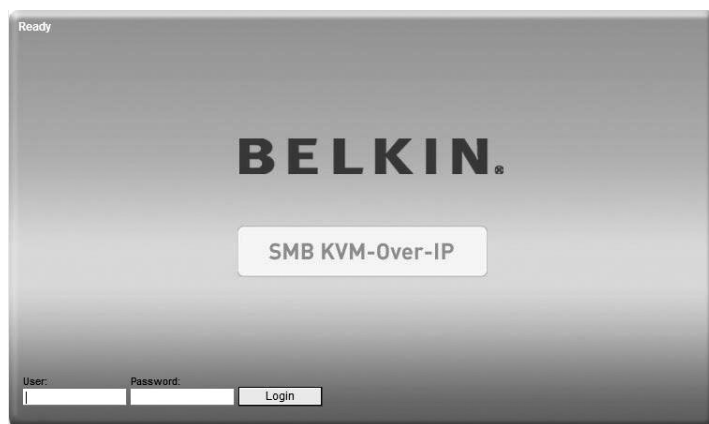 Ready
BELKIN®
SMB KVM-Over-IP
User:
Password:
Login